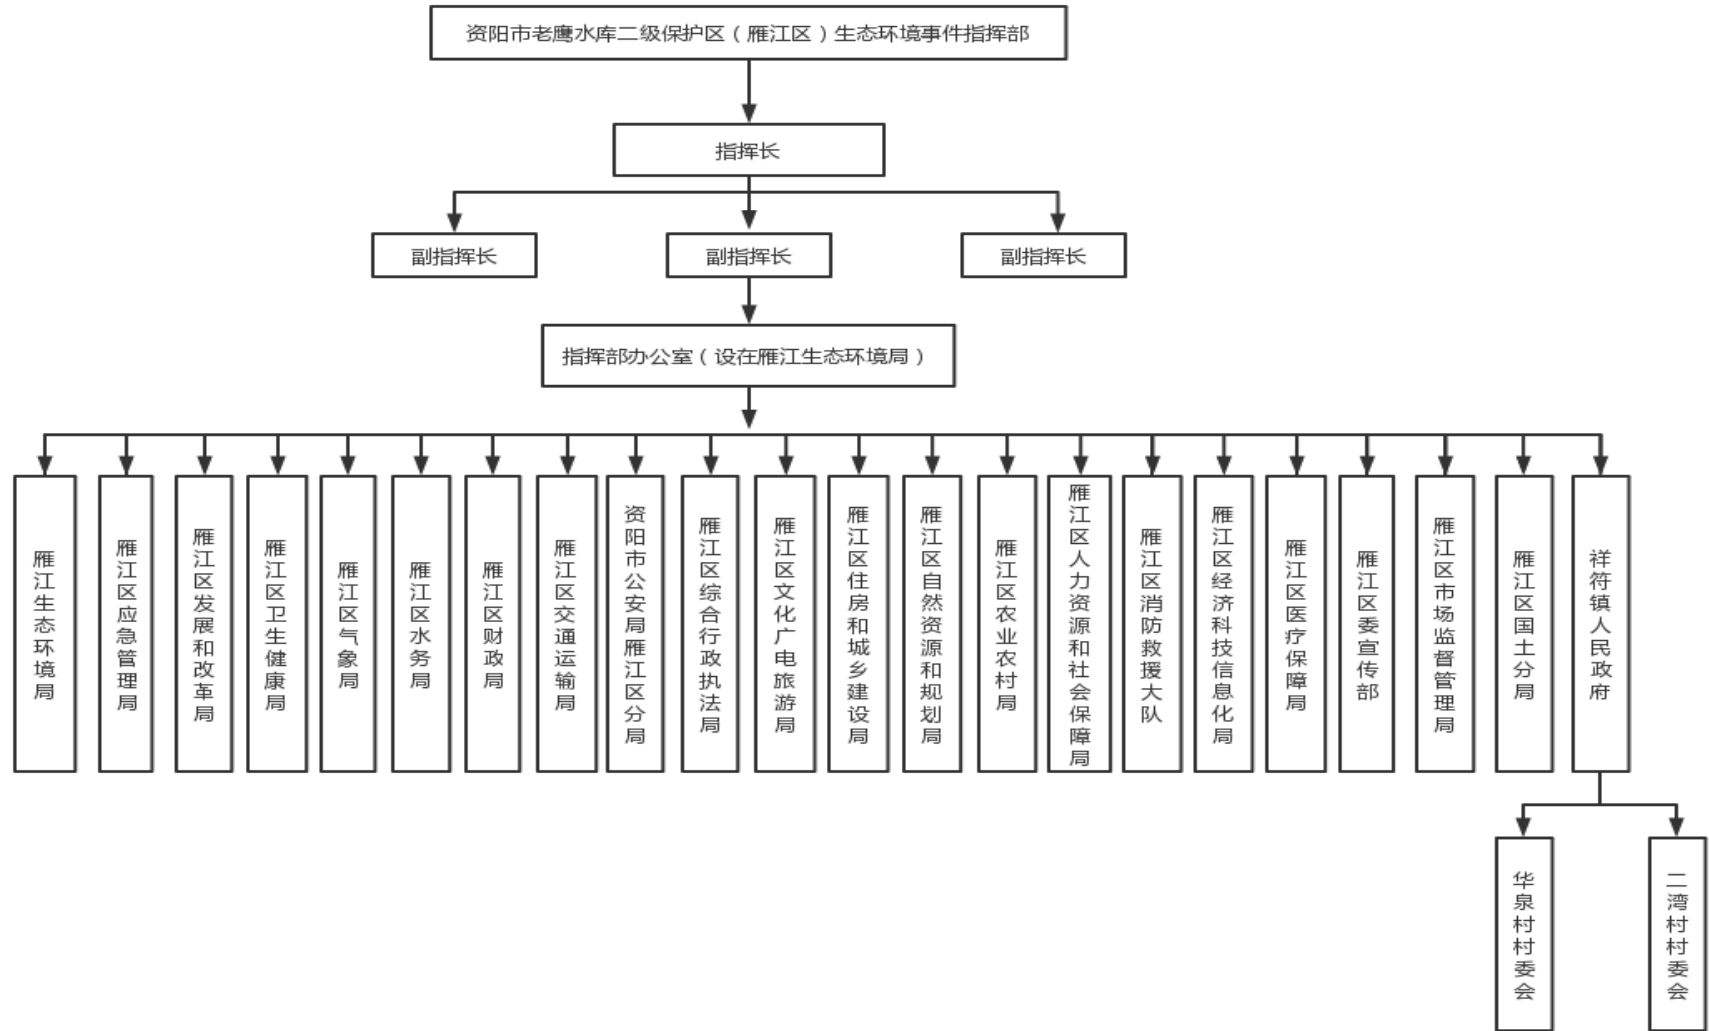 资阳市老鹰水库二级保护区（雁江区）生态环境事件指挥部
指挥长
副指挥长
副指挥长
副指挥长
指挥部办公室（设在雁江生态环境局）
雁江生态环境局
雁江区应急管理局
雁江区发展和改革局
雁江区卫生健康局
雁江区气象局
雁江区水务局
雁江区财政局
雁江区交通运输局
资阳市公安局雁江区分局
雁江区综合行政执法局
雁江区文化广电旅游局
雁江区住房和城乡建设局
雁江区自然资源和规划局
雁江区农业农村局
雁江区人力资源和社会保障局
雁江区消防救援大队
雁江区经济科技信息化局
雁江区医疗保障局
雁江区委宣传部
雁江区市场监督管理局
雁江区国土分局
祥符镇人民政府
华泉村村委会
二湾村村委会